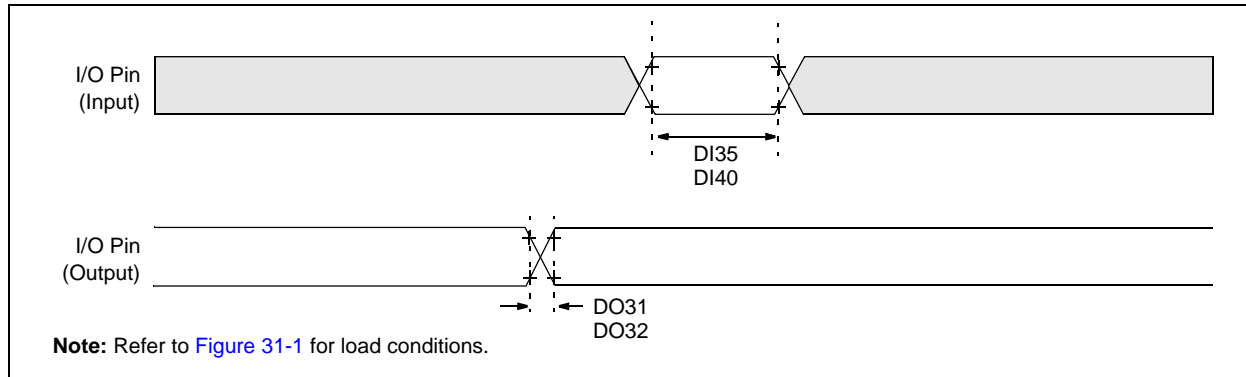 I/O Pin
(Input)
DI35
DI40
I/O Pin
(Output)
DO31
DO32
Note: Refer to Figure 31-1 for load conditions.